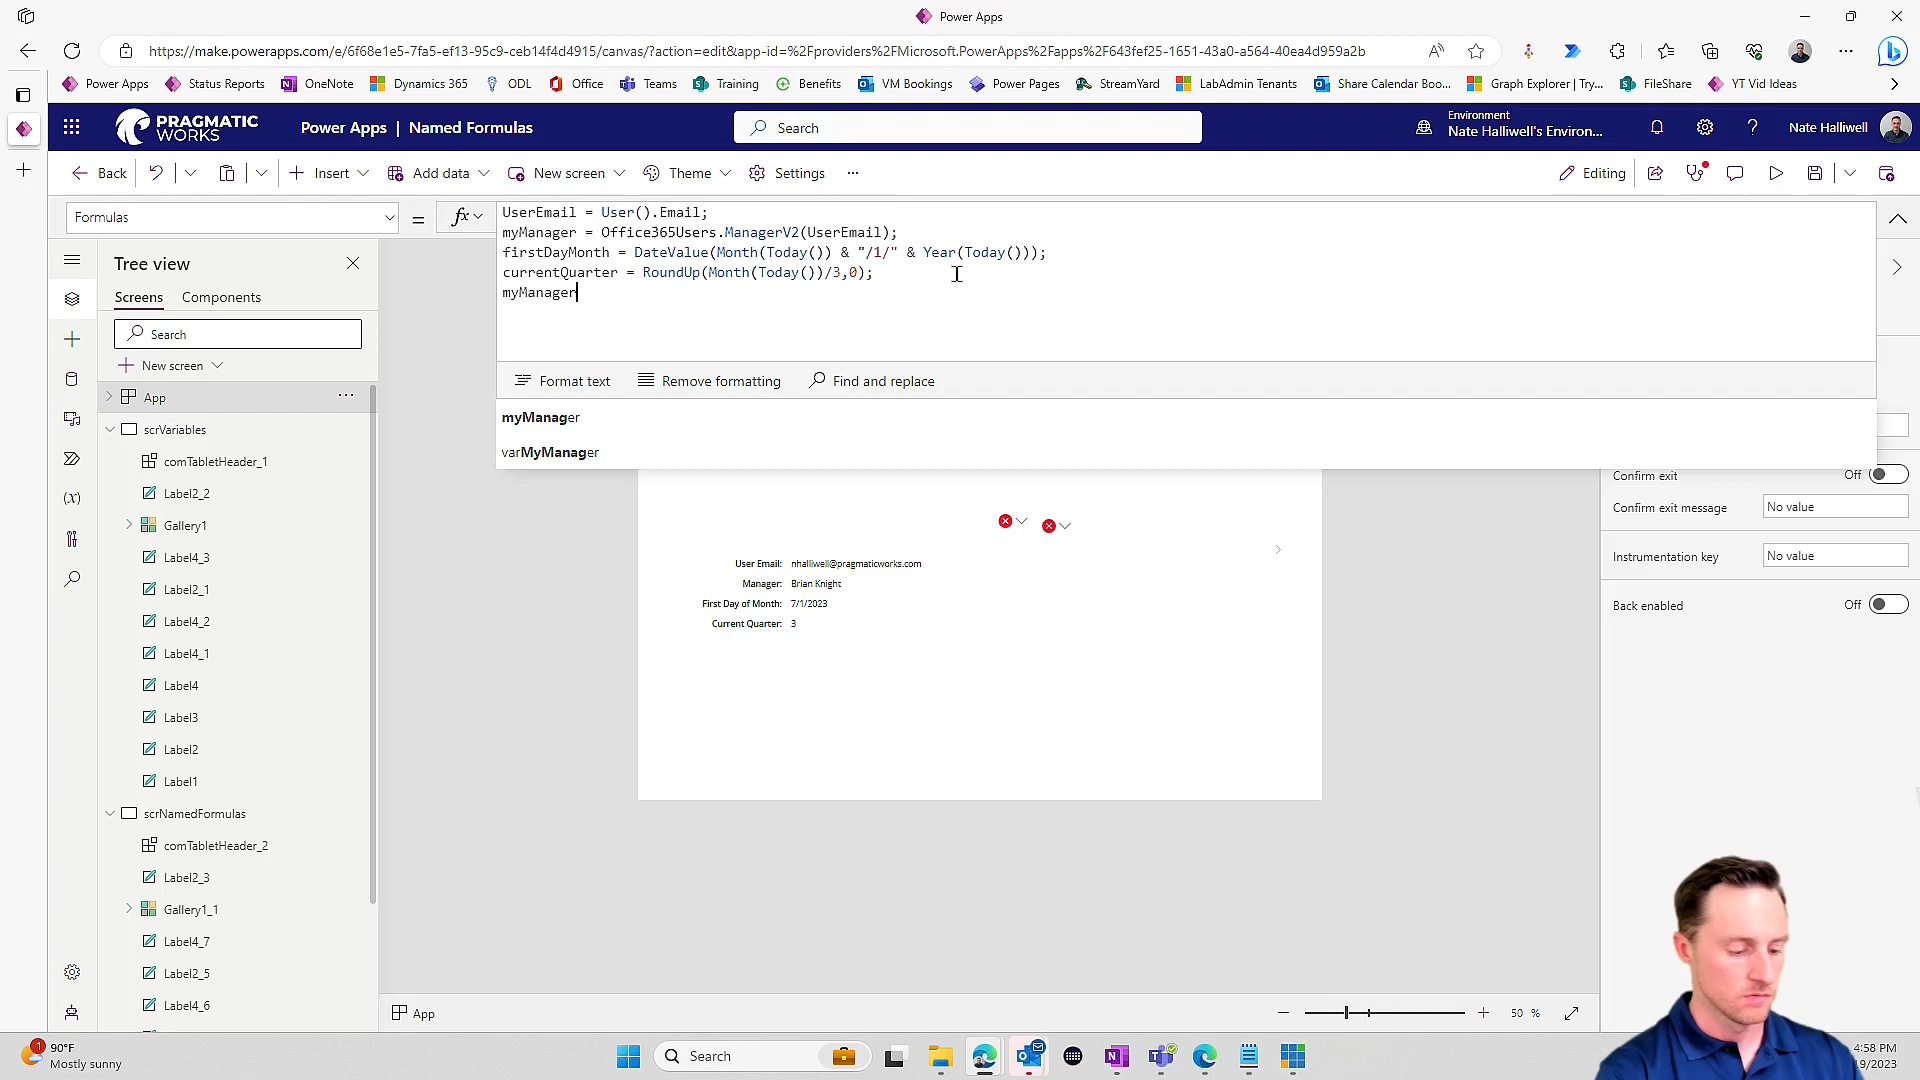 Power Apps
https://make.powerapps.com/e/6f68e1e5-7fa5-ef13-95c9-ceb14f4d4915/canvas/?action=edit&app-id=%2Fproviders%2FMicrosoft.PowerApps%2Fapps%2F643fef25-1651-43a0-a564-40ea4d959a2b
Power Apps Status Reports OneNote Dynamics 365 ODL Office Teams Training Benefits VM Bookings Power Pages StreamYard LabAdmin Tenants Share Calendar Boo... Graph Explorer | Try,... FileShare YT Vid Ideas
PRAGMATIC WORKS Power Apps | Named Formulas Search Environment Nate Halliwell's Environ... Nate Halliwell
Back Insert Add data New screen Theme Settings ... Editing
Formulas = fx
UserEmail = User().Email;
myManager = Office365Users.ManagerV2(UserEmail);
firstDayMonth = DateValue(Month(Today()) & "/1/" & Year(Today()));
currentQuarter = RoundUp(Month(Today())/3,0);
myManager
Format text Remove formatting Find and replace
myManager
varMyManager
Tree view
Screens Components
Search
New screen
App ...
scrVariables
comTabletHeader_1
Label2_2
Gallery1
Label4_3
Label2_1
Label4_2
Label4_1
Label4
Label3
Label2
Label1
scrNamedFormulas
comTabletHeader_2
Label2_3
Gallery1_1
Label4_7
Label2_5
Label4_6
User Email: nhalliwell@pragmaticworks.com
Manager: Brian Knight
First Day of Month: 7/1/2023
Current Quarter: 3
Confirm exit Off
Confirm exit message No value
Instrumentation key No value
Back enabled Off
App 50 %
1 90°F
Mostly sunny
Search
4:58 PM
9/2023